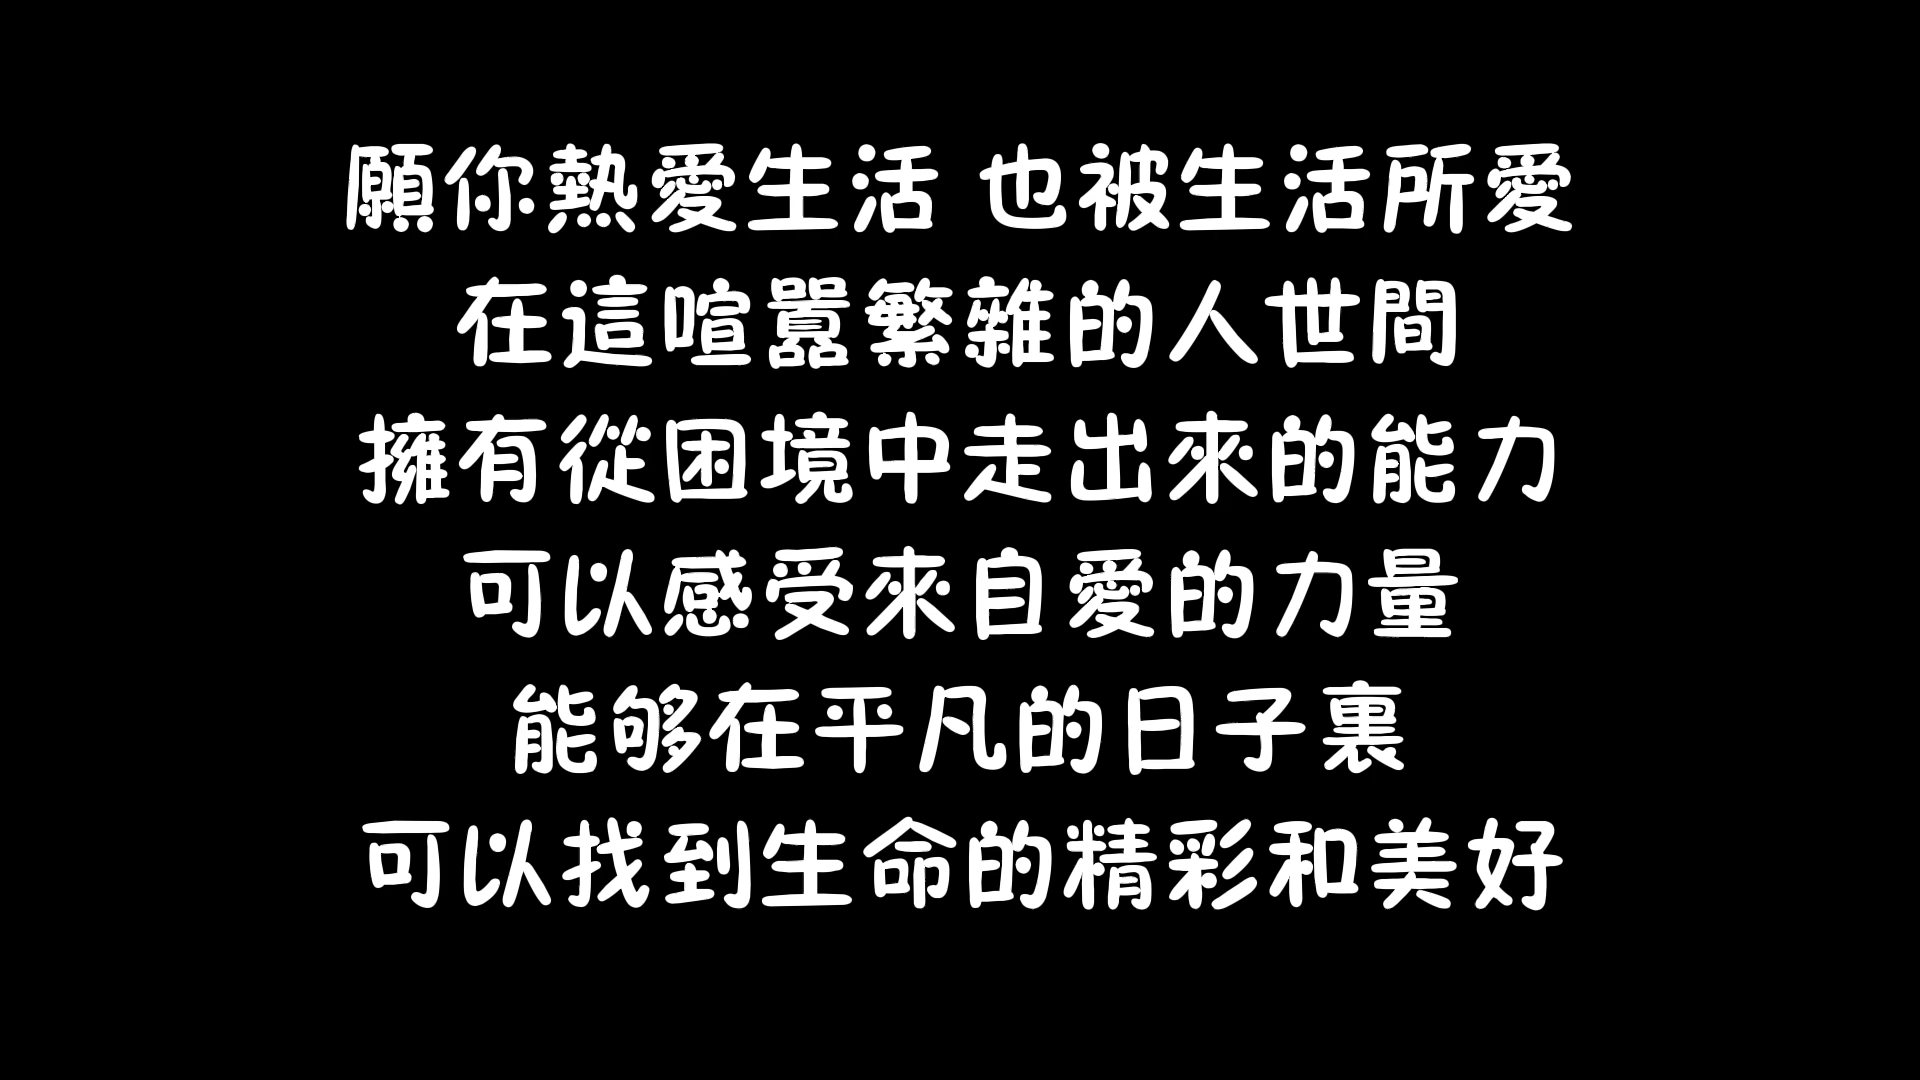 願你熱愛生活 也被生活所愛
在這喧囂繁雜的人世間
擁有從困境中走出來的能力
可以感受來自愛的力量
能够在平凡的日子裏
可以找到生命的精彩和美好